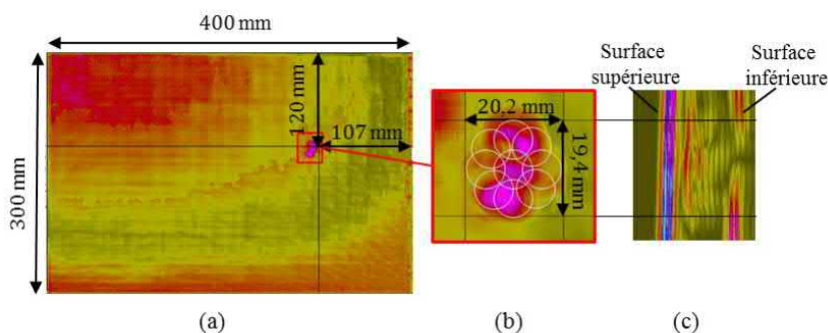 400 mm
300 mm
120 mm
107 mm
20,2 mm
19,4 mm
Surface
supérieure
Surface
inférieure
(a)
(b)
(c)